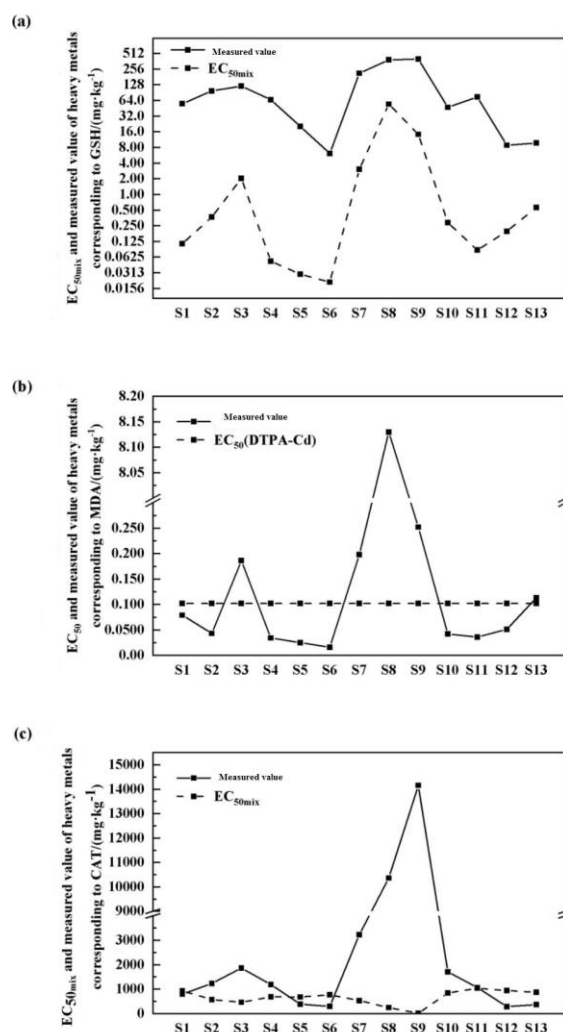 (a)
EC50mix and measured value of heavy metals
corresponding to GSH/(mg·kg-1)
512
256
128
64.0
32.0
16.0
8.00
4.00
2.00
1.00
0.500
0.250
0.125
0.0625
0.0313
0.0156
Measured value
EC50mix
S1 S2 S3 S4 S5 S6 S7 S8 S9 S10 S11 S12 S13
(b)
EC50 and measured value of heavy metals
corresponding to MDA/(mg·kg-1)
8.20
8.15
8.10
8.05
0.250
0.200
0.150
0.100
0.0500
0.00
Measured value
EC50(DTPA-Cd)
S1 S2 S3 S4 S5 S6 S7 S8 S9 S10 S11 S12 S13
(c)
EC50mix and measured value of heavy metals
corresponding to CAT/(mg·kg-1)
15000
14000
13000
12000
11000
10000
9000
3000
2000
1000
0
Measured value
EC50mix
S1 S2 S3 S4 S5 S6 S7 S8 S9 S10 S11 S12 S13